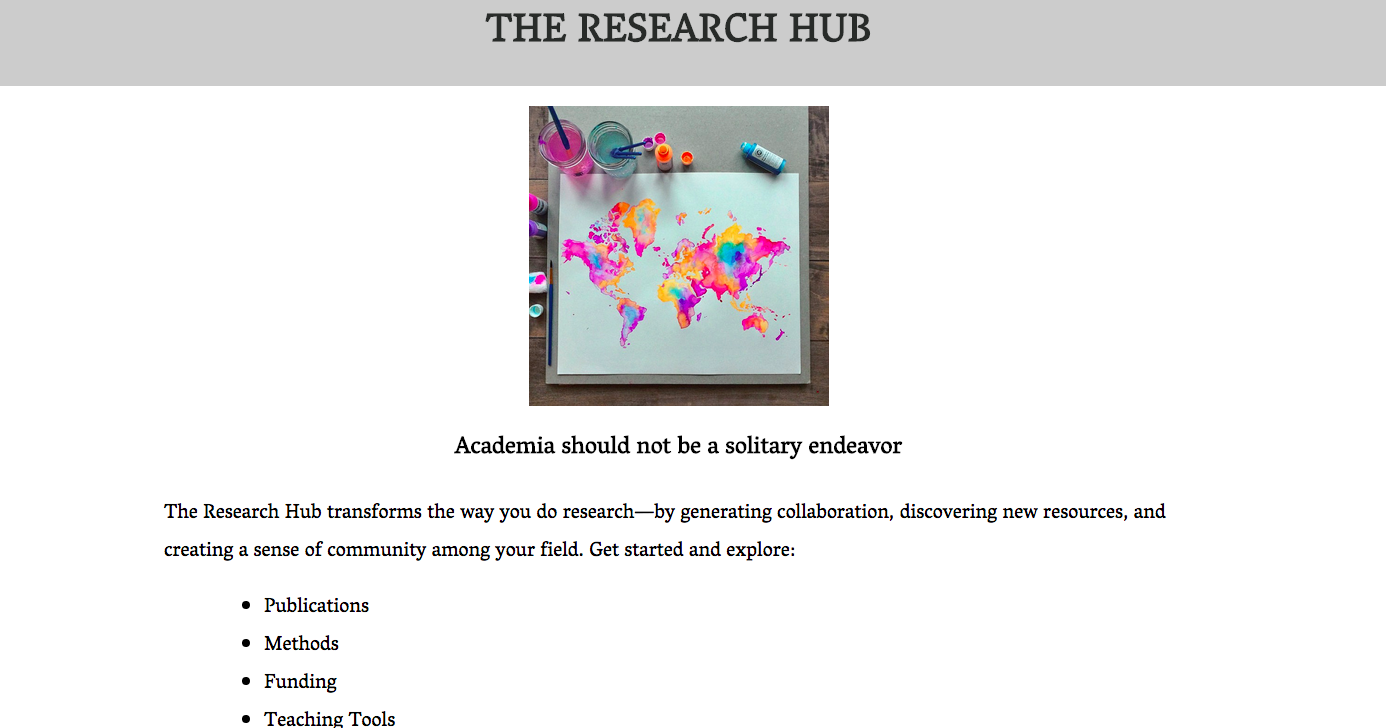 THE RESEARCH HUB
Academia should not be a solitary endeavor
The Research Hub transforms the way you do research—by generating collaboration, discovering new resources, and
creating a sense of community among your field. Get started and explore:
Publications
Methods
Funding
Teaching Tools